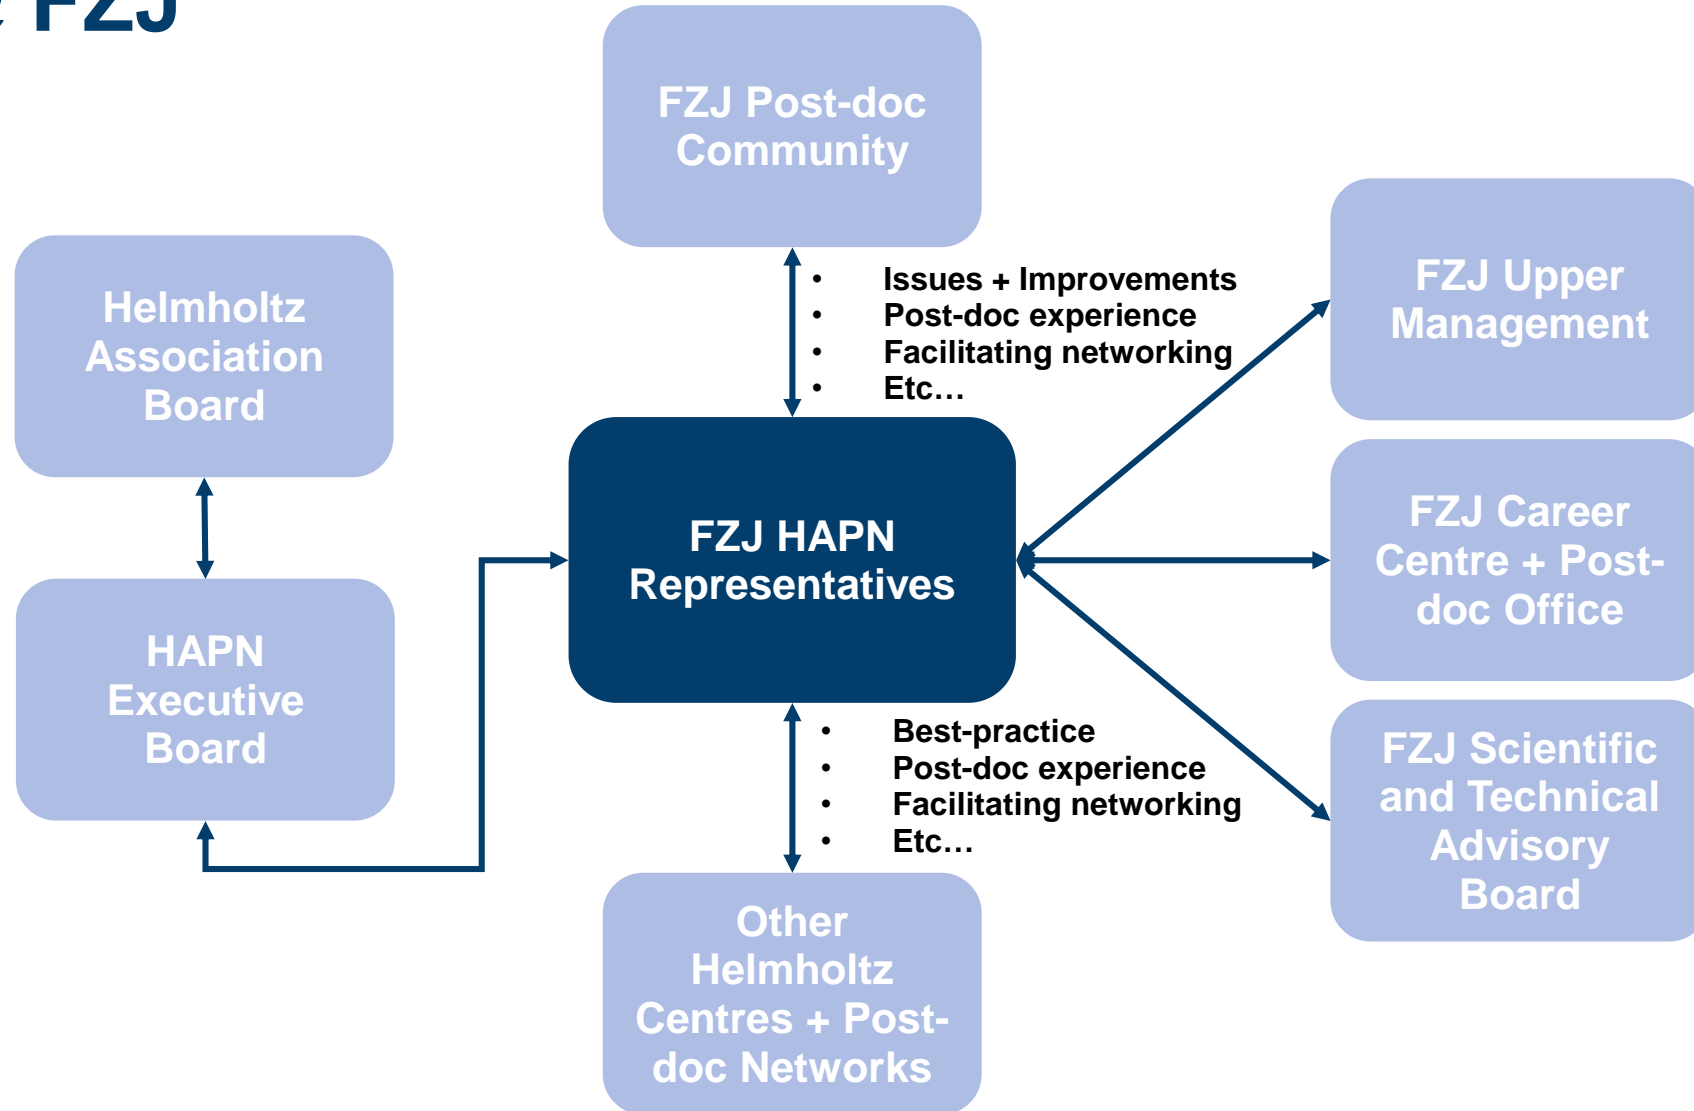 FZJ
FZJ Post-doc
Community
• Issues + Improvements
• Post-doc experience
• Facilitating networking
• Etc…
Helmholtz
Association
Board
HAPN
Executive
Board
FZJ HAPN
Representatives
FZJ Upper
Management
FZJ Career
Centre + Post-
doc Office
FZJ Scientific
and Technical
Advisory
Board
• Best-practice
• Post-doc experience
• Facilitating networking
• Etc…
Other
Helmholtz
Centres + Post-
doc Networks